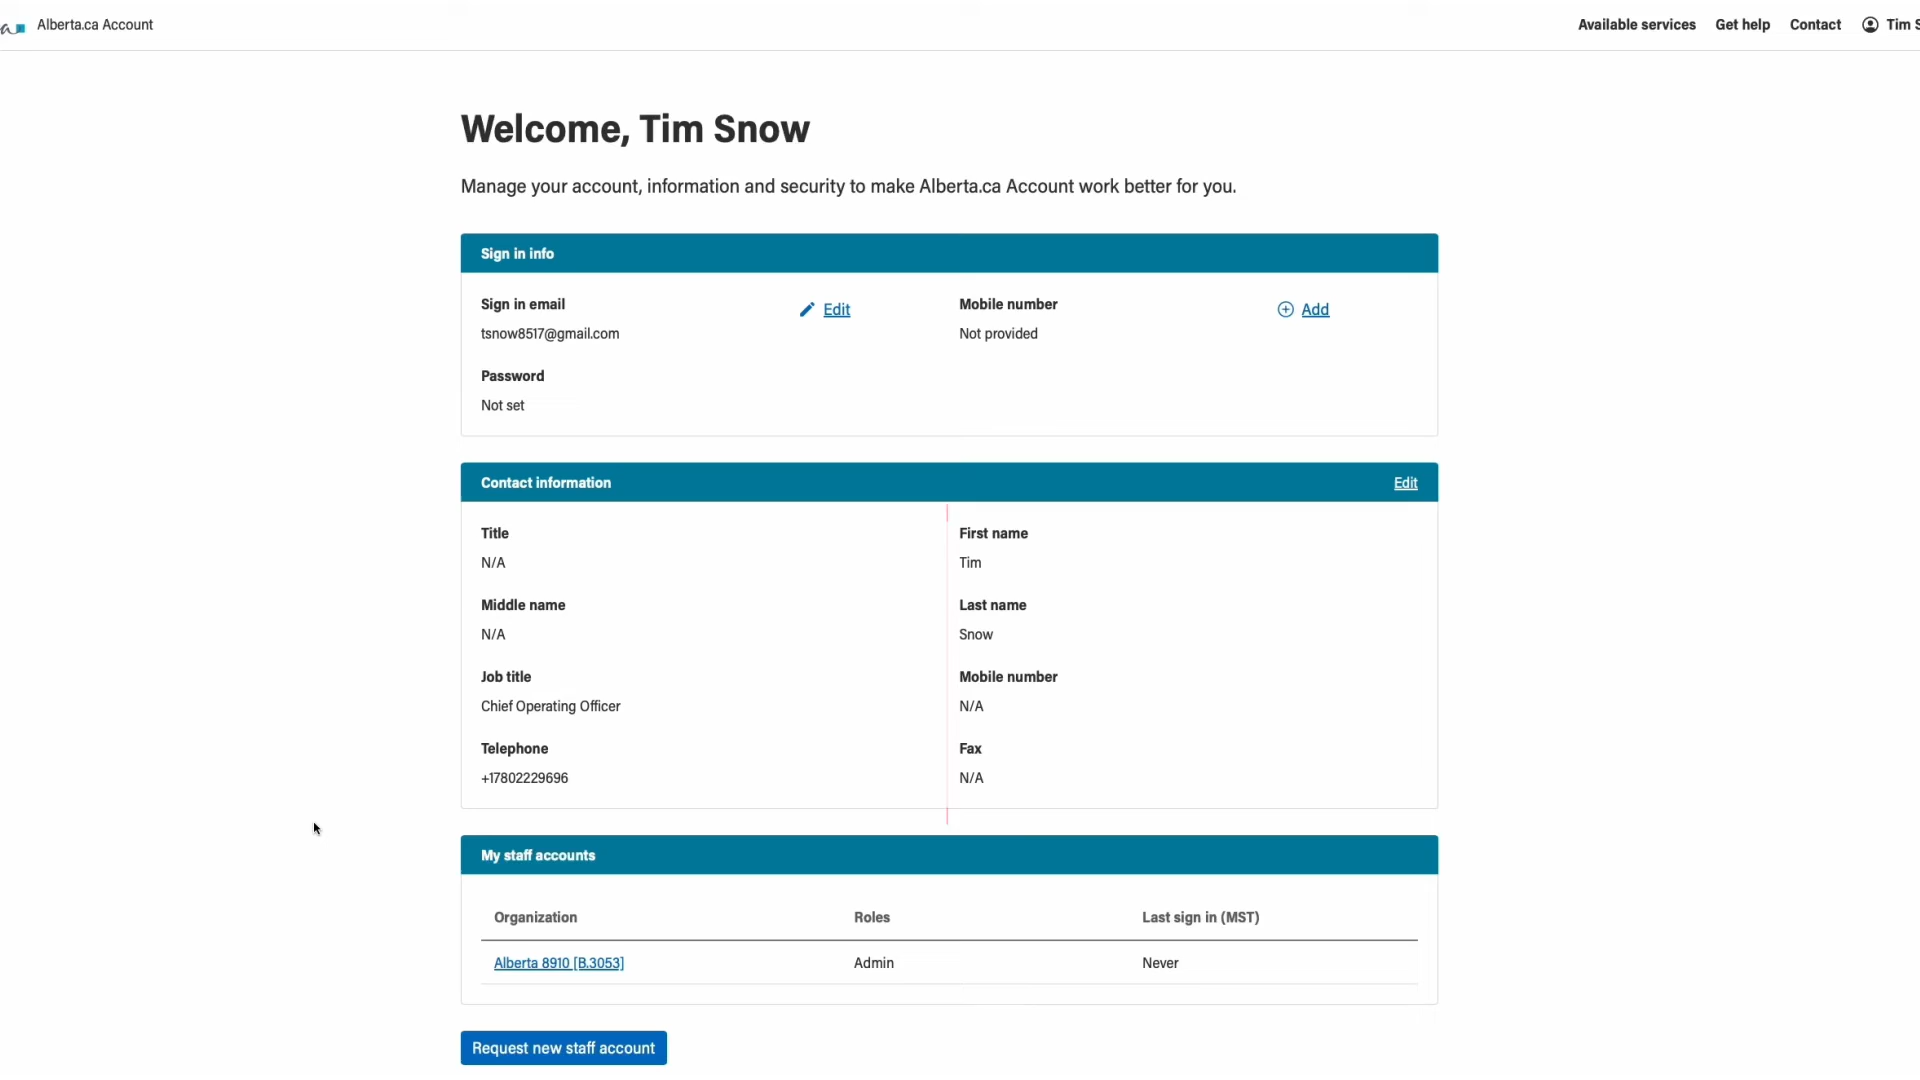 Alberta.ca Account
Available services Get help Contact Tim S
Welcome, Tim Snow
Manage your account, information and security to make Alberta.ca Account work better for you.
Sign in info
Sign in email Edit Mobile number Add
tsnow8517@gmail.com Not provided
Password
Not set
Contact information Edit
Title First name
N/A Tim
Middle name Last name
N/A Snow
Job title Mobile number
Chief Operating Officer N/A
Telephone Fax
+17802229696 N/A
My staff accounts
Organization Roles Last sign in (MST)
Alberta 8910 [B.3053] Admin Never
Request new staff account